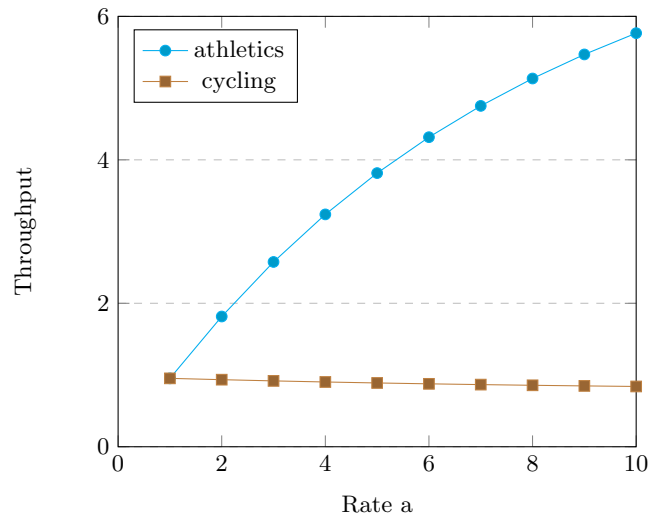 6
athletics
cycling
4
2
0
Throughput
0 2 4 6 8 10
Rate a